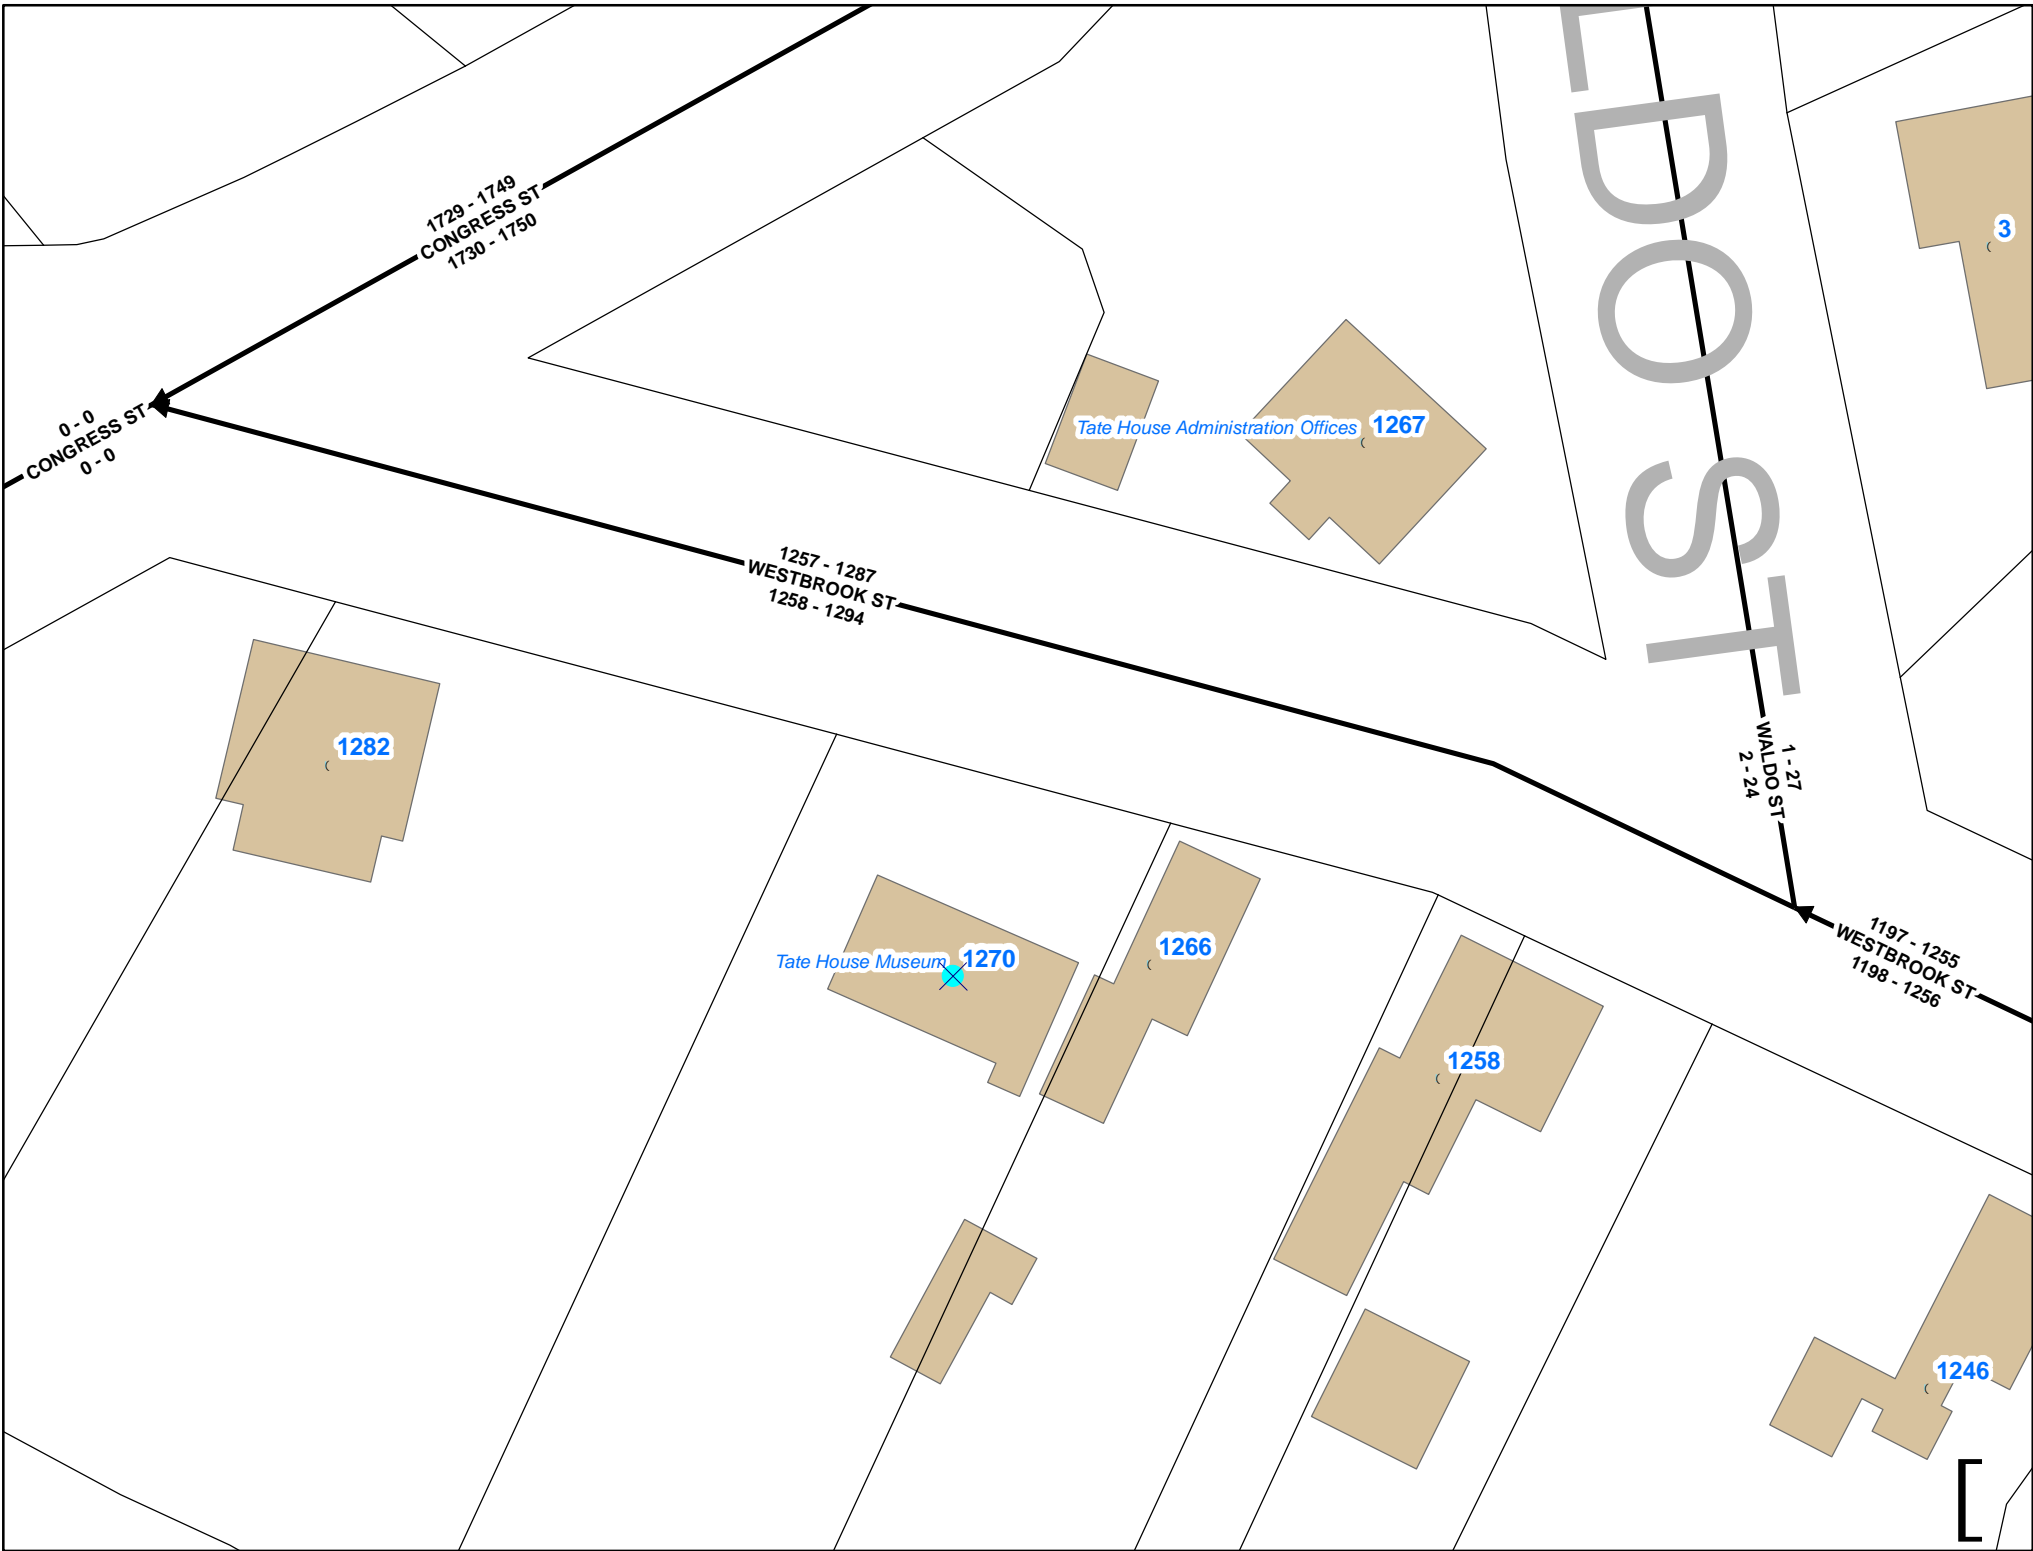 LDO ST
1729 - 1749
CONGRESS ST
1730 - 1750
3
0 - 0
CONGRESS ST
0 - 0
Tate House Administration Offices
1267
1257 - 1287
WESTBROOK ST
1258 - 1294
1282
1 - 27
WALDO ST
2 - 24
1197 - 1255
WESTBROOK ST
1198 - 1256
Tate House Museum
1270
1266
1258
1246
[